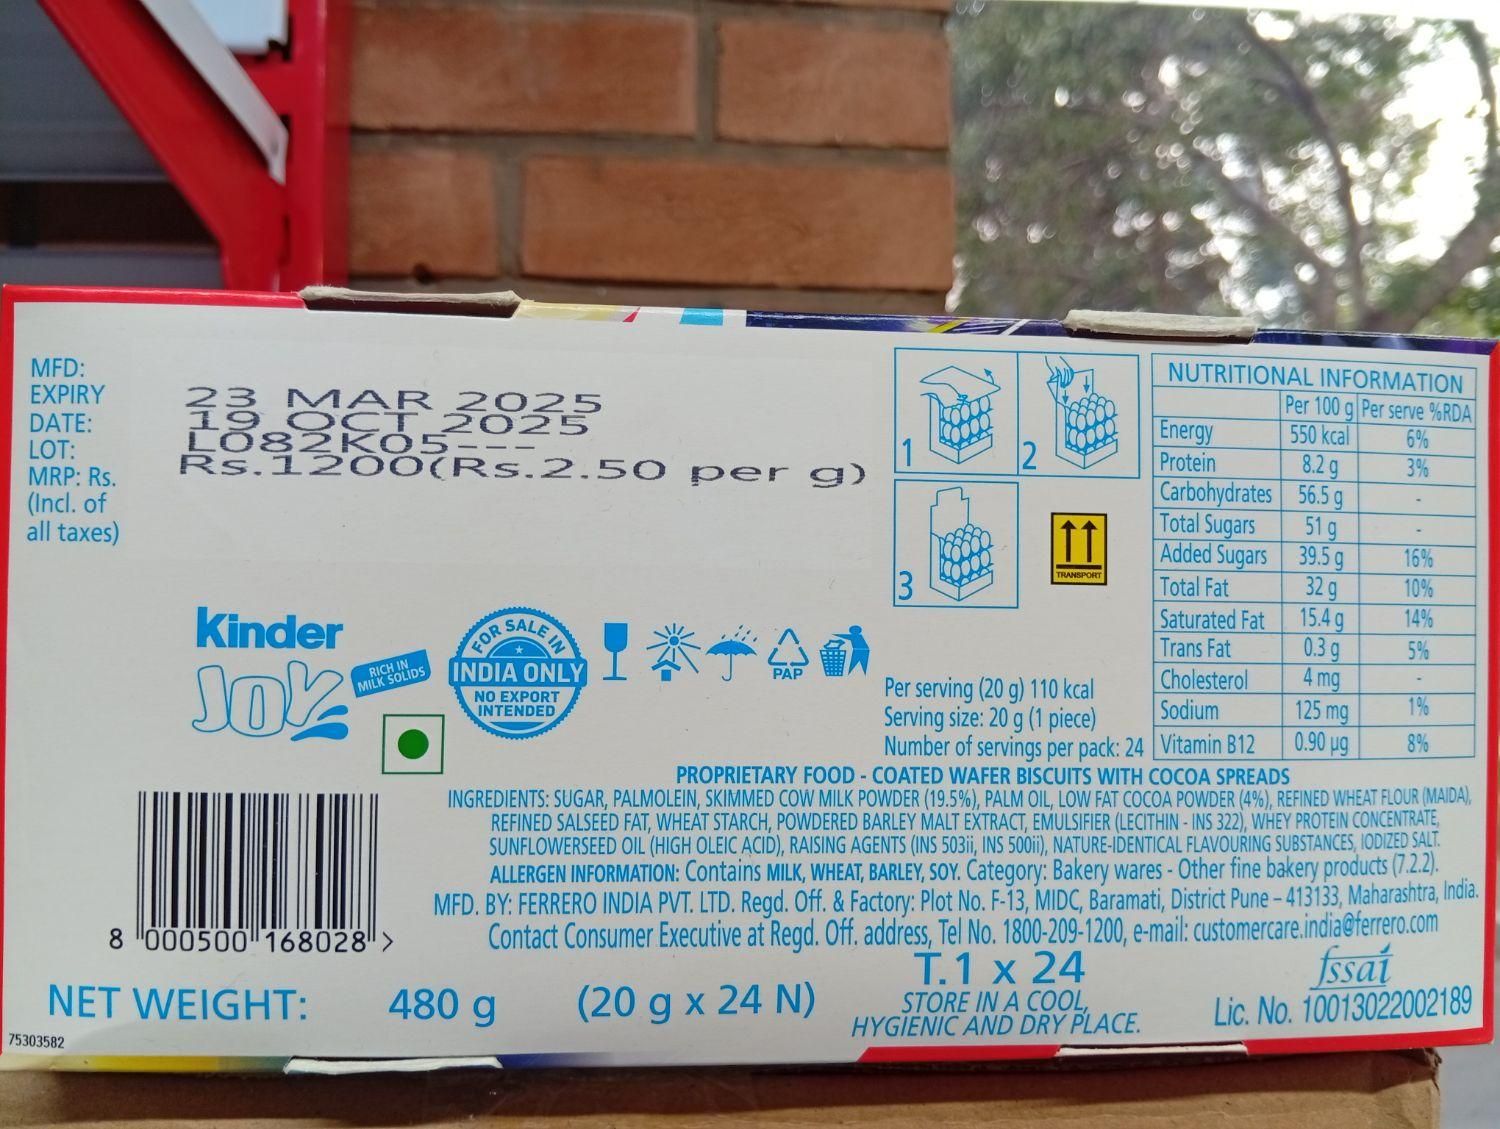 MFD:
EXPIRY
DATE:
LOT:
MRP: Rs.
(Incl. of
all taxes)
23 MAR 2025
19 OCT 2025
L082K05---
Rs.1200(Rs.2.50 per g)
1
2
3
TRANSPORT
NUTRITIONAL INFORMATION
Per 100 g Per serve %RDA
Energy 550 kcal 6%
Protein 8.2 g 3%
Carbohydrates 56.5 g -
Total Sugars 51 g -
Added Sugars 39.5 g 16%
Total Fat 32 g 10%
Saturated Fat 15.4 g 14%
Trans Fat 0.3 g 5%
Cholesterol 4 mg -
Sodium 125 mg 1%
Vitamin B12 0.90 µg 8%
Kinder
JOY
RICH IN
MILK SOLIDS
FOR SALE IN
INDIA ONLY
NO EXPORT
INTENDED
PAP
Per serving (20 g) 110 kcal
Serving size: 20 g (1 piece)
Number of servings per pack: 24
PROPRIETARY FOOD - COATED WAFER BISCUITS WITH COCOA SPREADS
INGREDIENTS: SUGAR, PALMOLEIN, SKIMMED COW MILK POWDER (19.5%), PALM OIL, LOW FAT COCOA POWDER (4%), REFINED WHEAT FLOUR (MAIDA),
REFINED SALSEED FAT, WHEAT STARCH, POWDERED BARLEY MALT EXTRACT, EMULSIFIER (LECITHIN - INS 322), WHEY PROTEIN CONCENTRATE,
SUNFLOWERSEED OIL (HIGH OLEIC ACID), RAISING AGENTS (INS 503ii, INS 500ii), NATURE-IDENTICAL FLAVOURING SUBSTANCES, IODIZED SALT.
ALLERGEN INFORMATION: Contains MILK, WHEAT, BARLEY, SOY. Category: Bakery wares - Other fine bakery products (7.2.2).
MFD. BY: FERRERO INDIA PVT. LTD. Regd. Off. & Factory: Plot No. F-13, MIDC, Baramati, District Pune – 413133, Maharashtra, India.
Contact Consumer Executive at Regd. Off. address, Tel No. 1800-209-1200, e-mail: customercare.india@ferrero.com
8 000500 168028 >
NET WEIGHT: 480 g (20 g x 24 N)
T.1 x 24
STORE IN A COOL,
HYGIENIC AND DRY PLACE.
fssai
Lic. No. 10013022002189
75303582